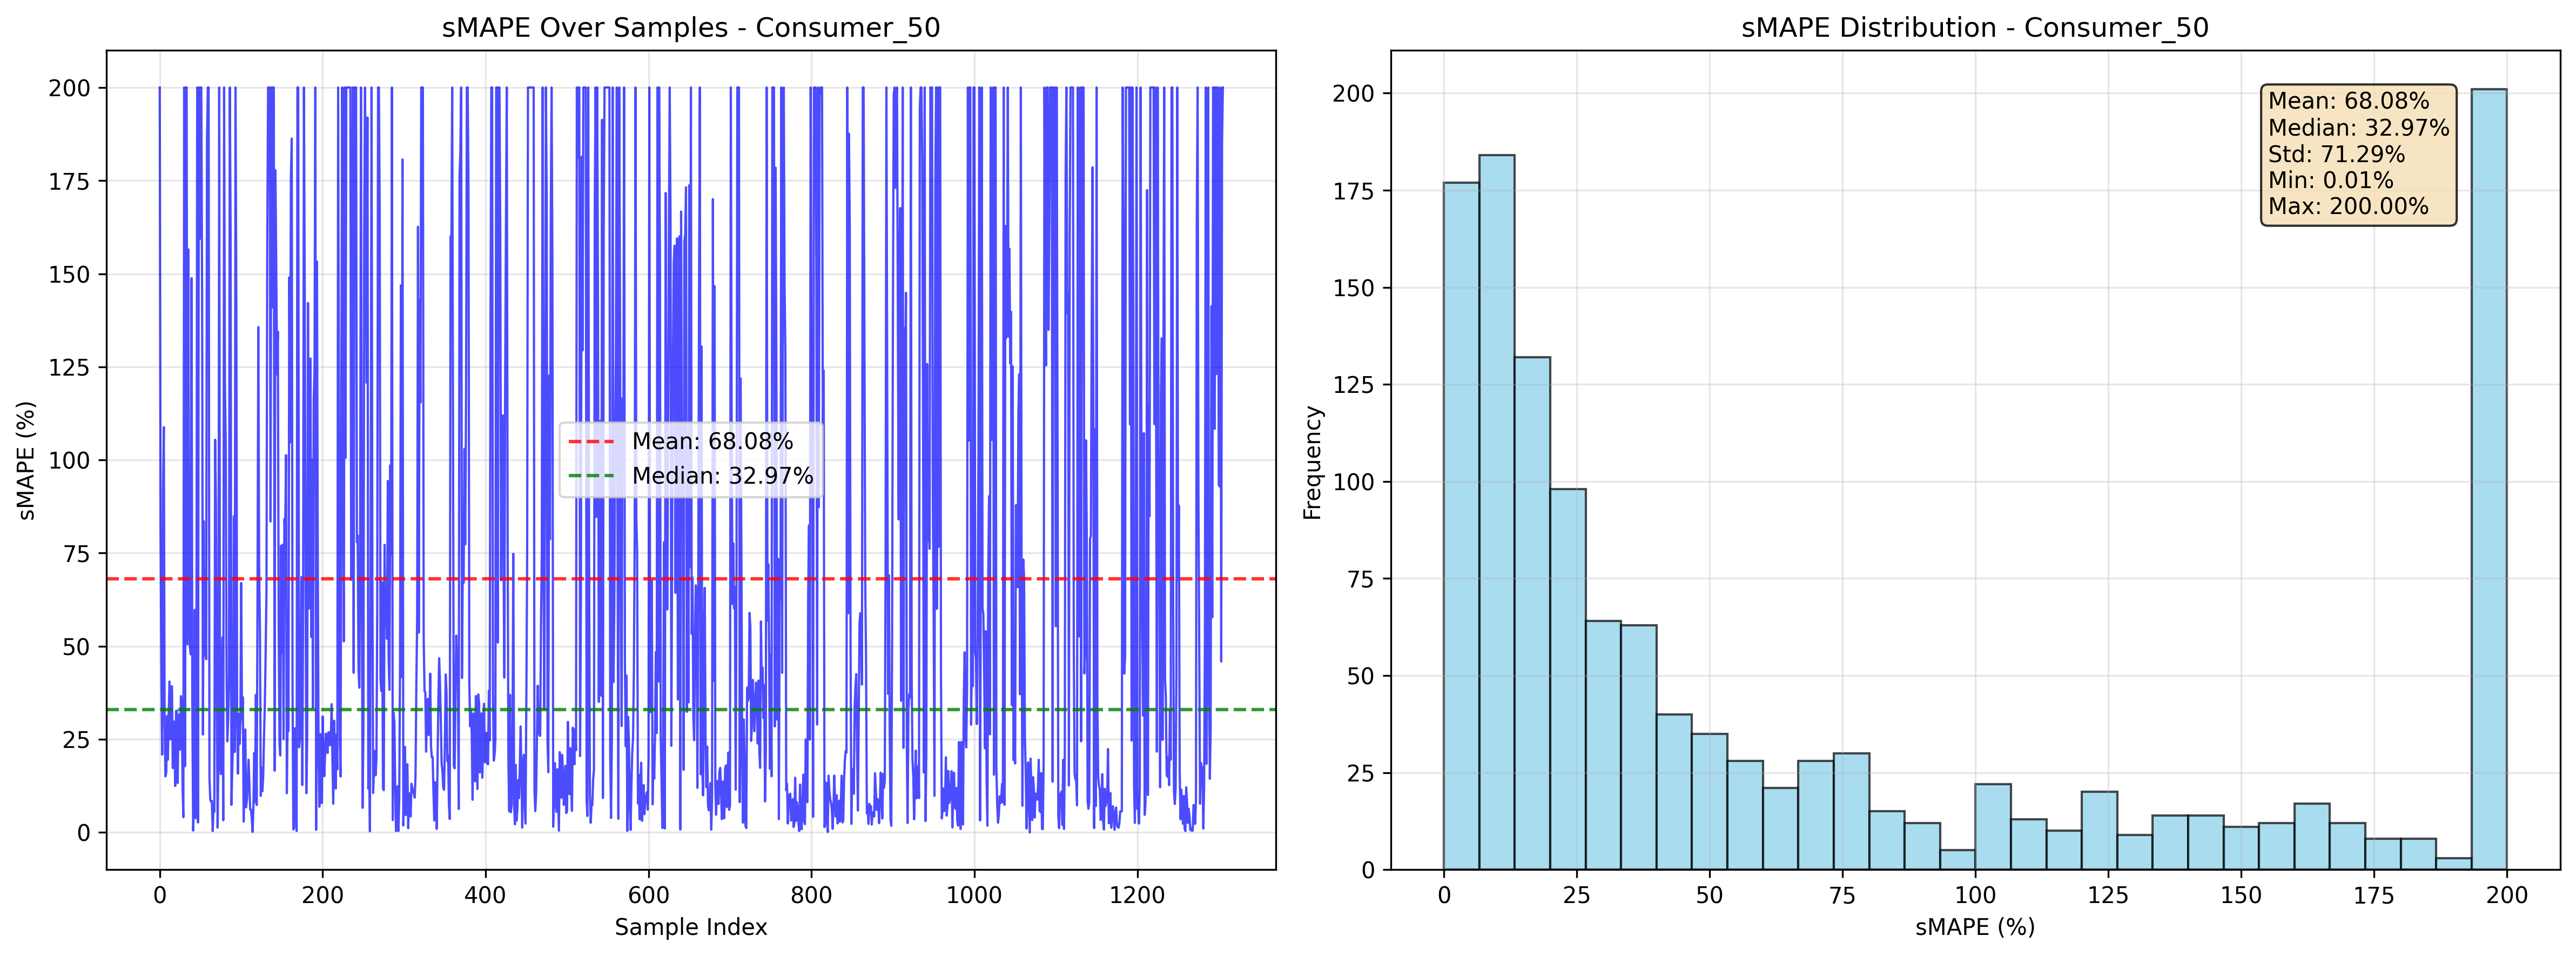 sMAPE Over Samples - Consumer_50
sMAPE (%)
200
175
150
125
100
75
50
25
0
Mean: 68.08%
Median: 32.97%
0 200 400 600 800 1000 1200
Sample Index
sMAPE Distribution - Consumer_50
Frequency
200
175
150
125
100
75
50
25
0
Mean: 68.08%
Median: 32.97%
Std: 71.29%
Min: 0.01%
Max: 200.00%
0 25 50 75 100 125 150 175 200
sMAPE (%)